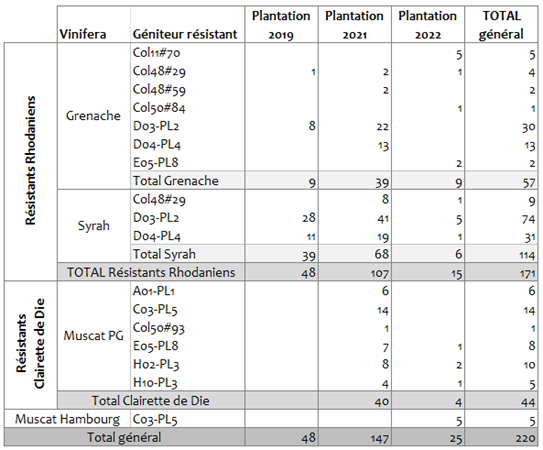 Vinifera Géniteur résistant Plantation 2019 Plantation 2021 Plantation 2022 TOTAL général
Résistants Rhodaniens
Grenache
Col11#70 5 5
Col48#29 1 2 1 4
Col48#59 2 2
Col50#84 1 1
D03-PL2 8 22 30
D04-PL4 13 13
E05-PL8 2 2
Total Grenache 9 39 9 57
Syrah
Col48#29 8 1 9
D03-PL2 28 41 5 74
D04-PL4 11 19 1 31
Total Syrah 39 68 6 114
TOTAL Résistants Rhodaniens 48 107 15 171
Résistants Clairette de Die
Muscat PG
A01-PL1 6 6
C03-PL5 14 14
Col50#93 1 1
E05-PL8 7 1 8
H02-PL3 8 2 10
H10-PL3 4 1 5
Total Clairette de Die 40 4 44
Muscat Hambourg C03-PL5 5 5
Total général 48 147 25 220